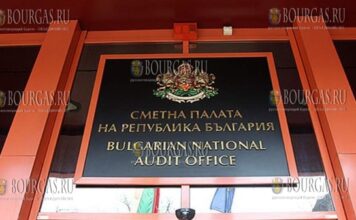 BOURGAS.RU
BOURGAS.RU
BOURGAS.RU
BOURGAS.RU
СМЕТНА ПАЛАТА
НА РЕПУБЛИКА БЪЛГАРИЯ
BOURGAS.RU
BULGARIAN NATIONAL
AUDIT OFFICE
BOURGAS.RU
BOURGAS.RU